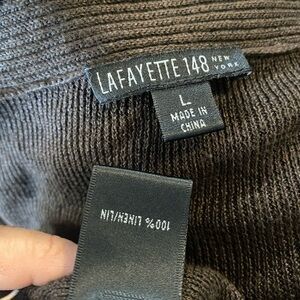 LAFAYETTE 148 NEW
YORK
L
MADE IN
CHINA
100% LINEN/LIN